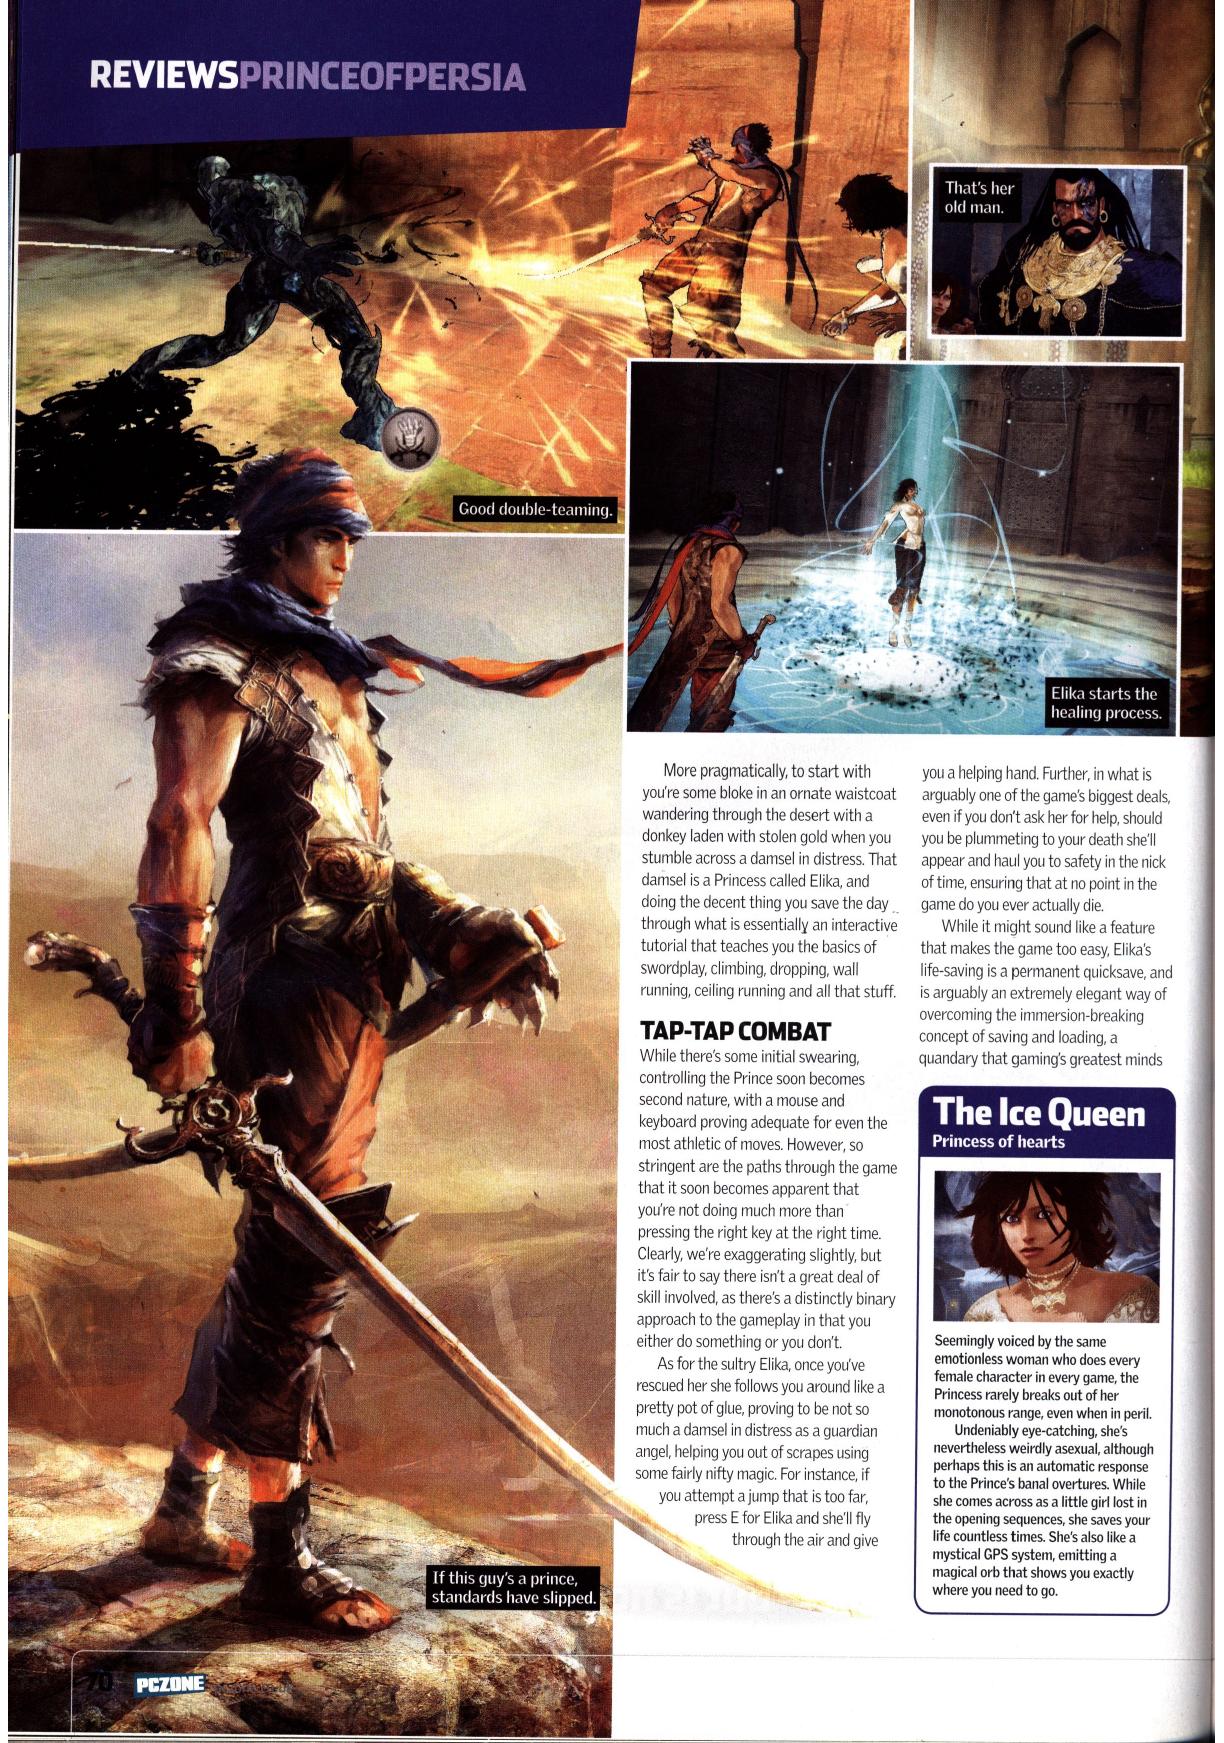 REVIEWSPRINCEOFPERSIA
That's her
old man.
Good double-teaming.
Elika starts the
healing process.
If this guy's a prince,
standards have slipped.
More pragmatically, to start with
you're some bloke in an ornate waistcoat
wandering through the desert with a
donkey laden with stolen gold when you
stumble across a damsel in distress. That
damsel is a Princess called Elika, and
doing the decent thing you save the day
through what is essentially an interactive
tutorial that teaches you the basics of
swordplay, climbing, dropping, wall
running, ceiling running and all that stuff.
TAP-TAP COMBAT
While there's some initial swearing,
controlling the Prince soon becomes
second nature, with a mouse and
keyboard proving adequate for even the
most athletic of moves. However, so
stringent are the paths through the game
that it soon becomes apparent that
you're not doing much more than
pressing the right key at the right time.
Clearly, we're exaggerating slightly, but
it's fair to say there isn't a great deal of
skill involved, as there's a distinctly binary
approach to the gameplay in that you
either do something or you don't.
As for the sultry Elika, once you've
rescued her she follows you around like a
pretty pot of glue, proving to be not so
much a damsel in distress as a guardian
angel, helping you out of scrapes using
some fairly nifty magic. For instance, if
you attempt a jump that is too far,
press E for Elika and she'll fly
through the air and give
you a helping hand. Further, in what is
arguably one of the game's biggest deals,
even if you don't ask her for help, should
you be plummeting to your death she'll
appear and haul you to safety in the nick
of time, ensuring that at no point in the
game do you ever actually die.
While it might sound like a feature
that makes the game too easy, Elika's
life-saving is a permanent quicksave, and
is arguably an extremely elegant way of
overcoming the immersion-breaking
concept of saving and loading, a
quandary that gaming's greatest minds
The Ice Queen
Princess of hearts
Seemingly voiced by the same
emotionless woman who does every
female character in every game, the
Princess rarely breaks out of her
monotonous range, even when in peril.
Undeniably eye-catching, she's
nevertheless weirdly asexual, although
perhaps this is an automatic response
to the Prince's banal overtures. While
she comes across as a little girl lost in
the opening sequences, she saves your
life countless times. She's also like a
mystical GPS system, emitting a
magical orb that shows you exactly
where you need to go.
70 PCZONE